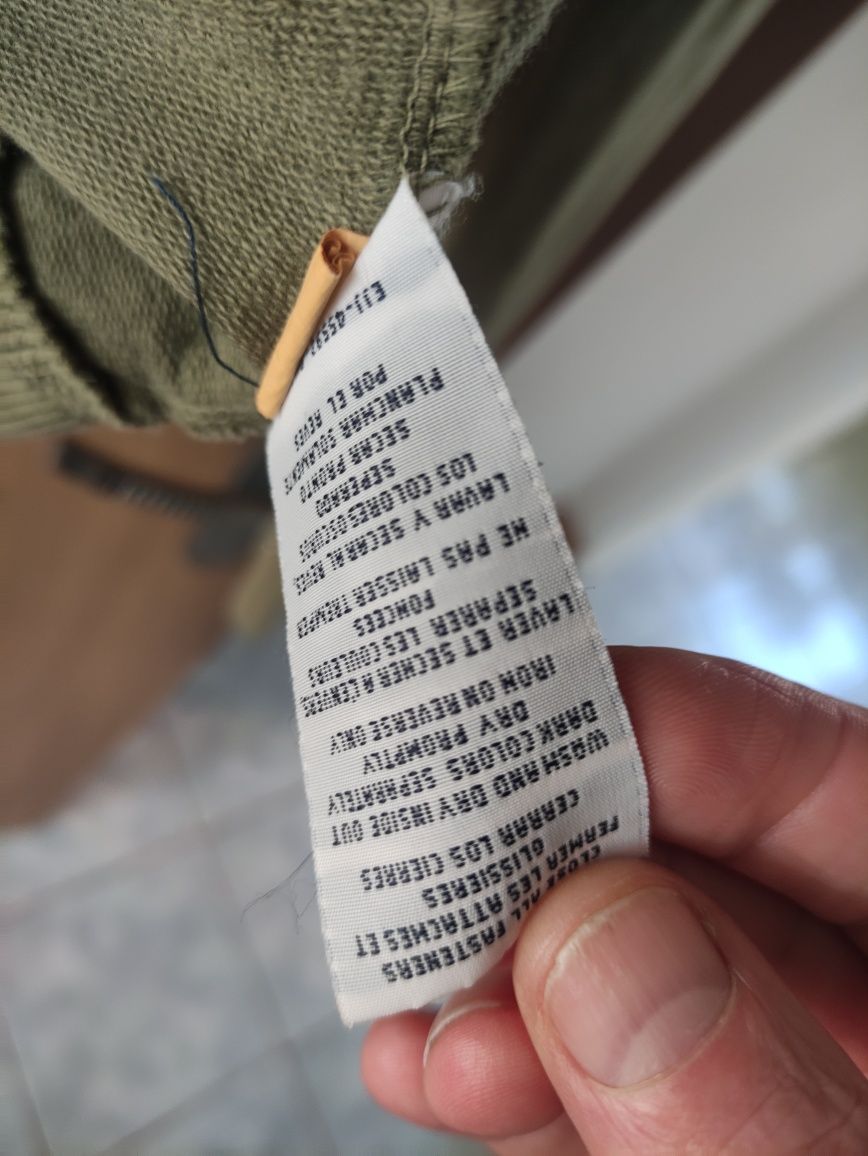 CLOSE ALL FASTENERS
FERMER LES ATTACHES ET
GLISSIERES
CERRAR LOS CIERRES
WASH AND DRY INSIDE OUT
DARK COLORS SEPARATELY
DRY PROMPTLY
IRON ON REVERSE ONLY
LAVER ET SECHER A L'ENVERS
SEPARER LES COULEURS
FONCEES
NE PAS LAISSER TREMPER
LAVAR Y SECAR AL REVES
LOS COLORES OSCUROS
SEPERADO
SECAR PRONTO
PLANCHAR SOLAMENTE
POR EL REVES